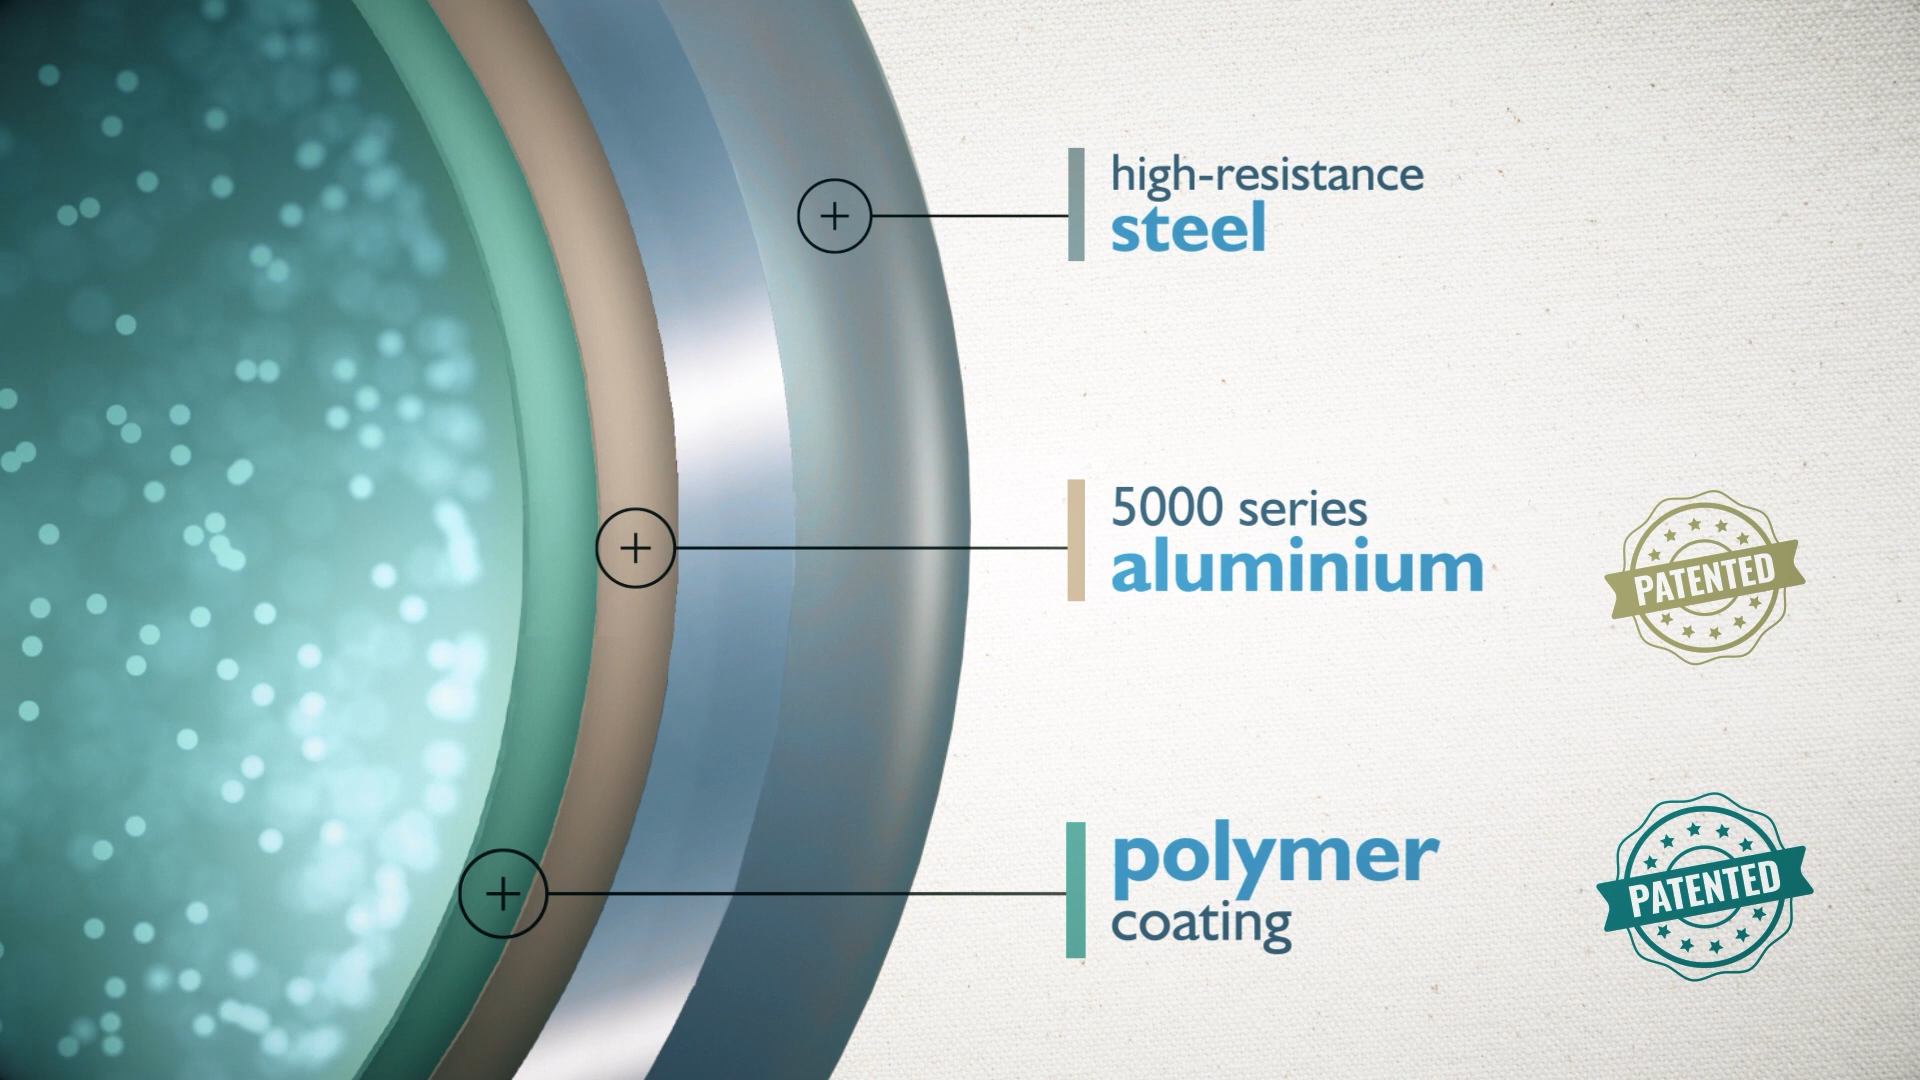 high-resistance
steel
5000 series
aluminium
PATENTED
polymer
coating
PATENTED